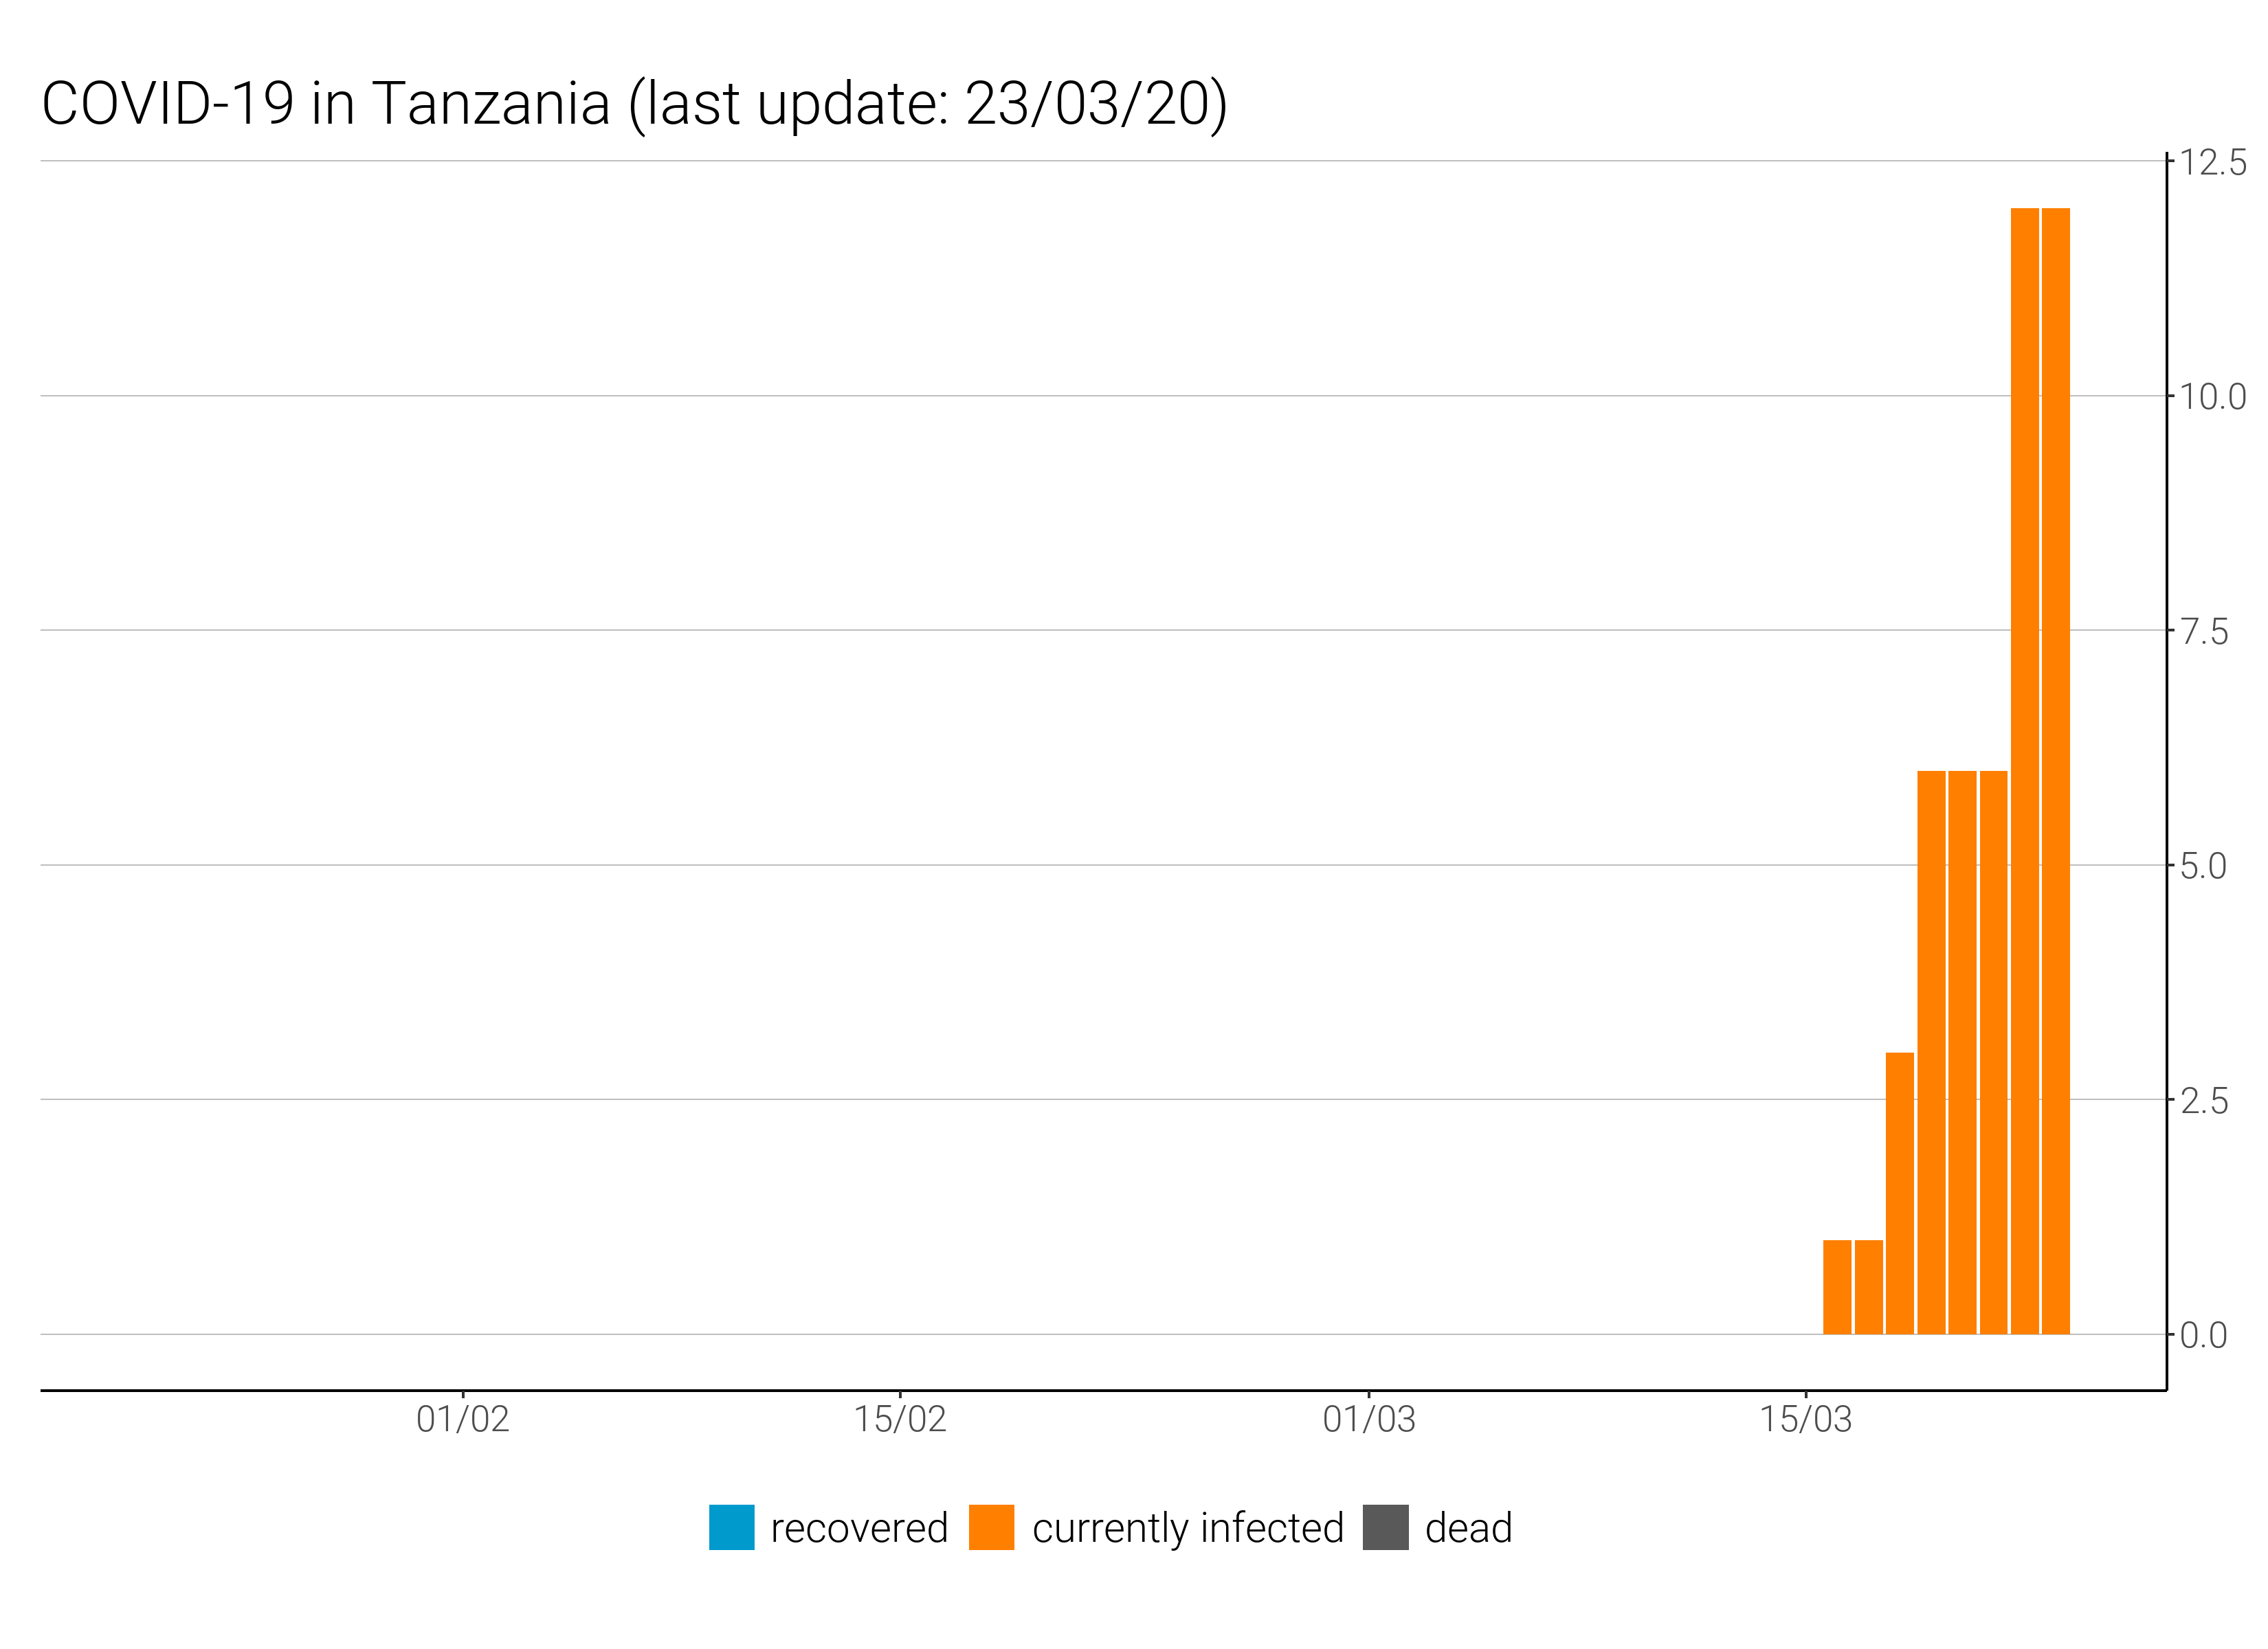 COVID-19 in Tanzania (last update: 23/03/20)
12.5
10.0
7.5
5.0
2.5
0.0
01/02 15/02 01/03 15/03
recovered currently infected dead